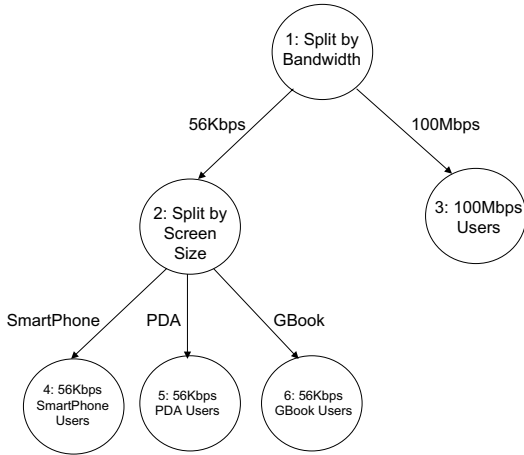 1: Split by
Bandwidth
56Kbps
100Mbps
2: Split by
Screen
Size
3: 100Mbps
Users
SmartPhone
PDA
GBook
4: 56Kbps
SmartPhone
Users
5: 56Kbps
PDA Users
6: 56Kbps
GBook Users